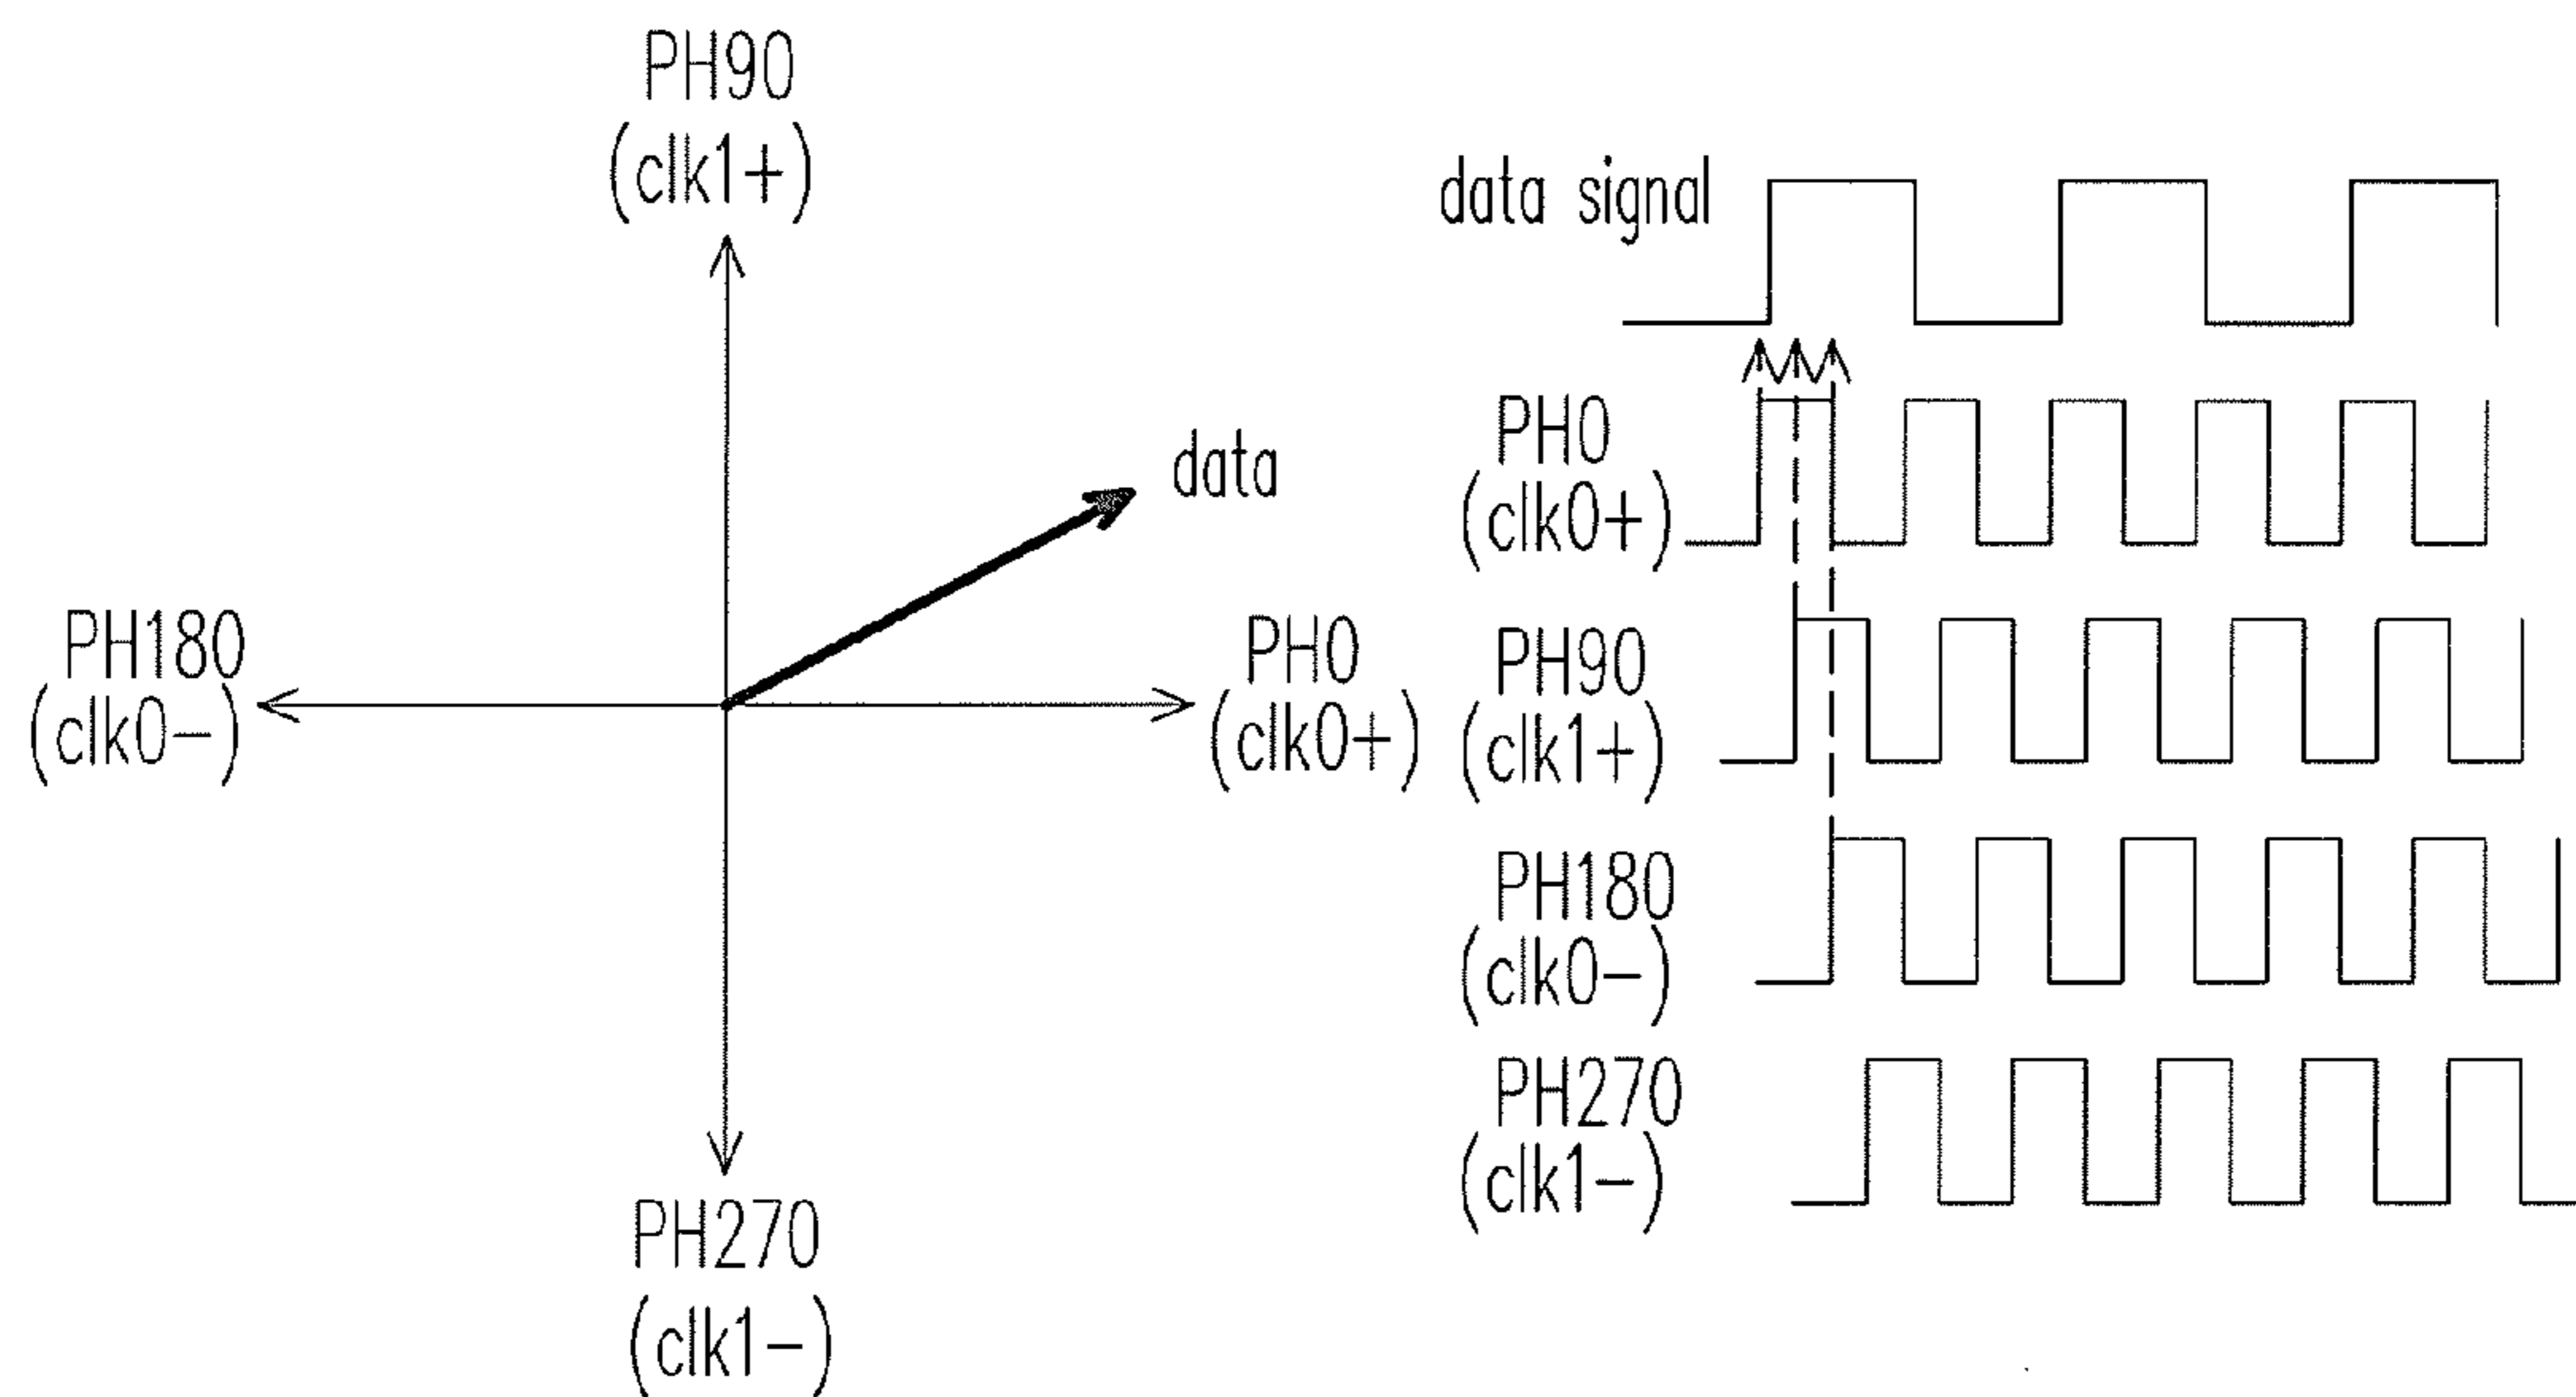 PH90
(clk1+)
data
PH180
(clk0-)
PH0
(clk0+)
PH270
(clk1-)
data signal
PH0
(clk0+)
PH90
(clk1+)
PH180
(clk0-)
PH270
(clk1-)